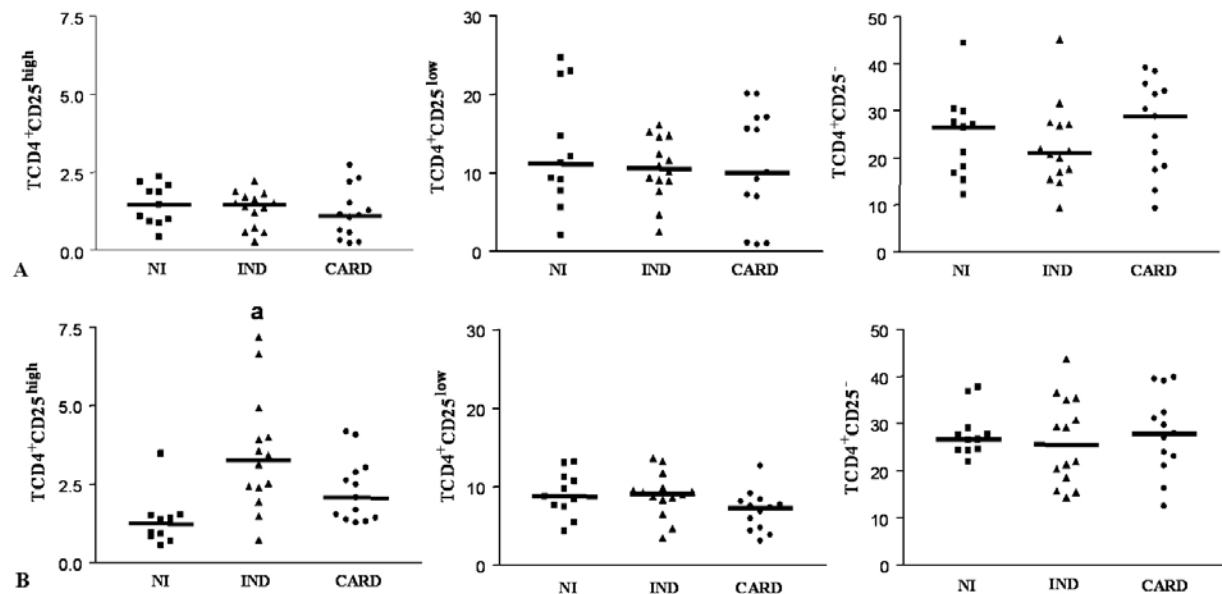 TCD4⁺CD25ʰⁱᵍʰ
7.5
5.0
2.5
0.0
NI IND CARD
TCD4⁺CD25ˡᵒʷ
30
20
10
0
NI IND CARD
TCD4⁺CD25⁻
50
40
30
20
10
0
NI IND CARD
A
a
TCD4⁺CD25ʰⁱᵍʰ
7.5
5.0
2.5
0.0
NI IND CARD
TCD4⁺CD25ˡᵒʷ
30
20
10
0
NI IND CARD
TCD4⁺CD25⁻
50
40
30
20
10
0
NI IND CARD
B